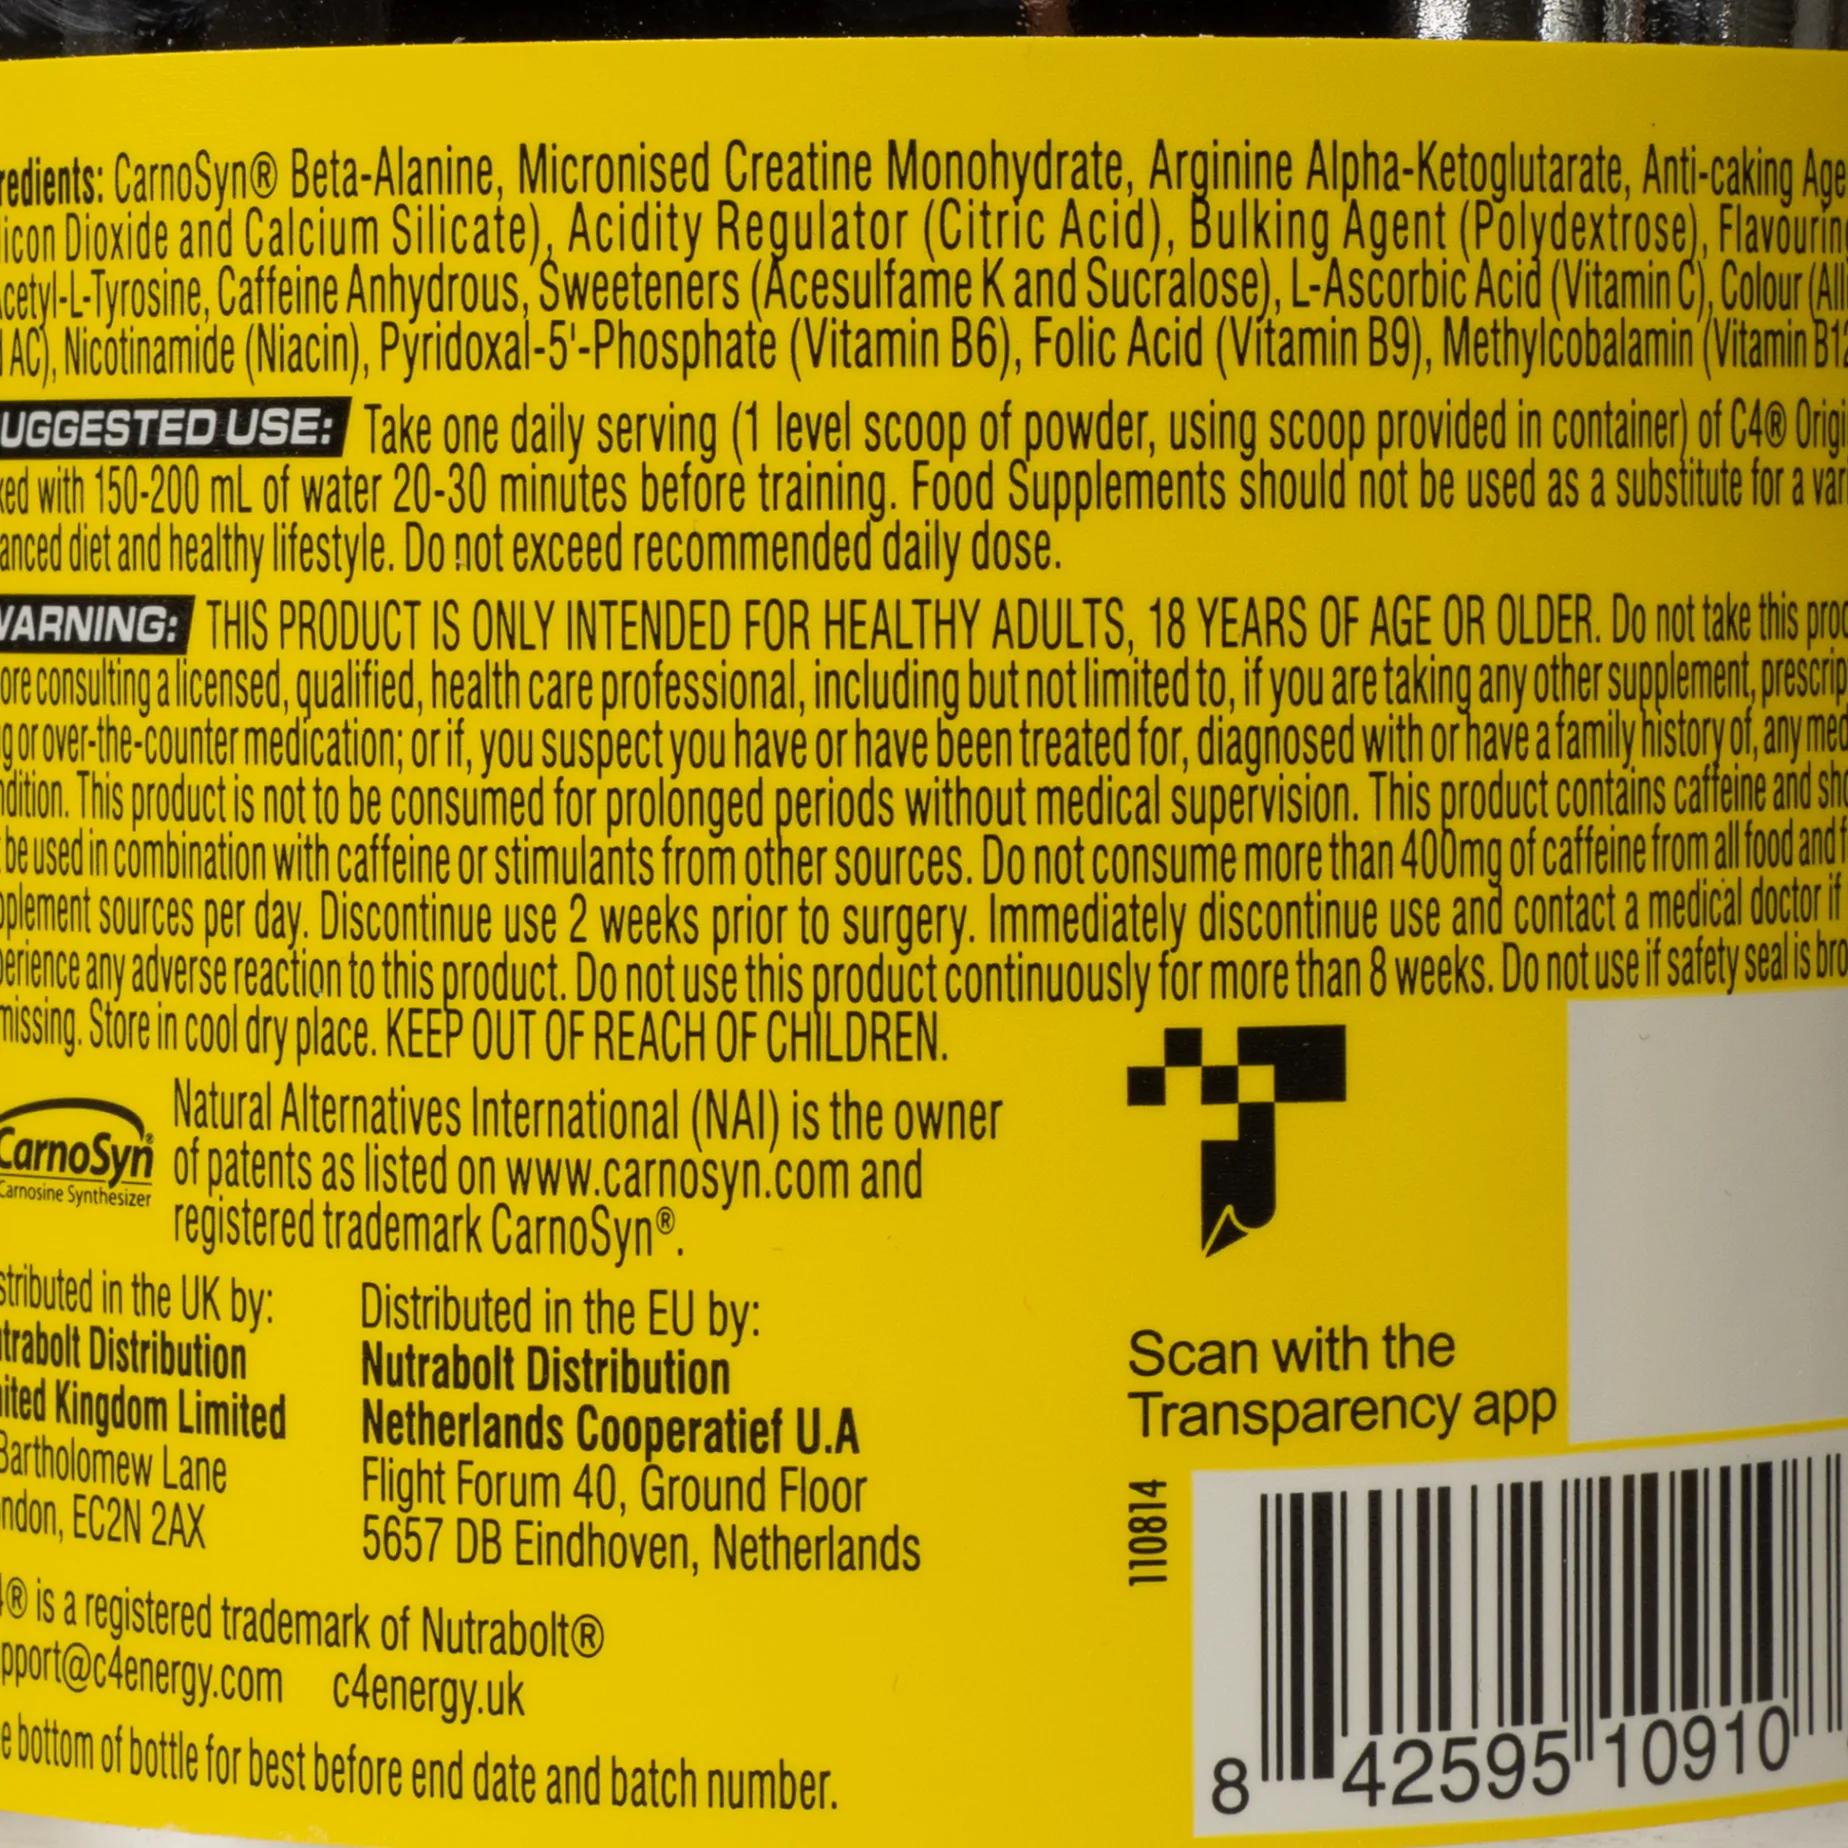 redients: CarnoSyn® Beta-Alanine, Micronised Creatine Monohydrate, Arginine Alpha-Ketoglutarate, Anti-caking Age
licon Dioxide and Calcium Silicate), Acidity Regulator (Citric Acid), Bulking Agent (Polydextrose), Flavouring
cetyl-L-Tyrosine, Caffeine Anhydrous, Sweeteners (Acesulfame K and Sucralose), L-Ascorbic Acid (Vitamin C), Colour (All
AC), Nicotinamide (Niacin), Pyridoxal-5'-Phosphate (Vitamin B6), Folic Acid (Vitamin B9), Methylcobalamin (Vitamin B12
UGGESTED USE: Take one daily serving (1 level scoop of powder, using scoop provided in container) of C4® Origi
xed with 150-200 mL of water 20-30 minutes before training. Food Supplements should not be used as a substitute for a vari
anced diet and healthy lifestyle. Do not exceed recommended daily dose.
WARNING: THIS PRODUCT IS ONLY INTENDED FOR HEALTHY ADULTS, 18 YEARS OF AGE OR OLDER. Do not take this prod
ore consulting a licensed, qualified, health care professional, including but not limited to, if you are taking any other supplement, prescrip
g or over-the-counter medication; or if, you suspect you have or have been treated for, diagnosed with or have a family history of, any med
ndition. This product is not to be consumed for prolonged periods without medical supervision. This product contains caffeine and sho
be used in combination with caffeine or stimulants from other sources. Do not consume more than 400mg of caffeine from all food and f
pplement sources per day. Discontinue use 2 weeks prior to surgery. Immediately discontinue use and contact a medical doctor if
perience any adverse reaction to this product. Do not use this product continuously for more than 8 weeks. Do not use if safety seal is bro
missing. Store in cool dry place. KEEP OUT OF REACH OF CHILDREN.
CarnoSyn®
Carnosine Synthesizer
Natural Alternatives International (NAI) is the owner
of patents as listed on www.carnosyn.com and
registered trademark CarnoSyn®.
stributed in the UK by:
trabolt Distribution
ited Kingdom Limited
Bartholomew Lane
ndon, EC2N 2AX
Distributed in the EU by:
Nutrabolt Distribution
Netherlands Cooperatief U.A
Flight Forum 40, Ground Floor
5657 DB Eindhoven, Netherlands
® is a registered trademark of Nutrabolt®
pport@c4energy.com c4energy.uk
e bottom of bottle for best before end date and batch number.
Scan with the
Transparency app
110814
8 42595 10910